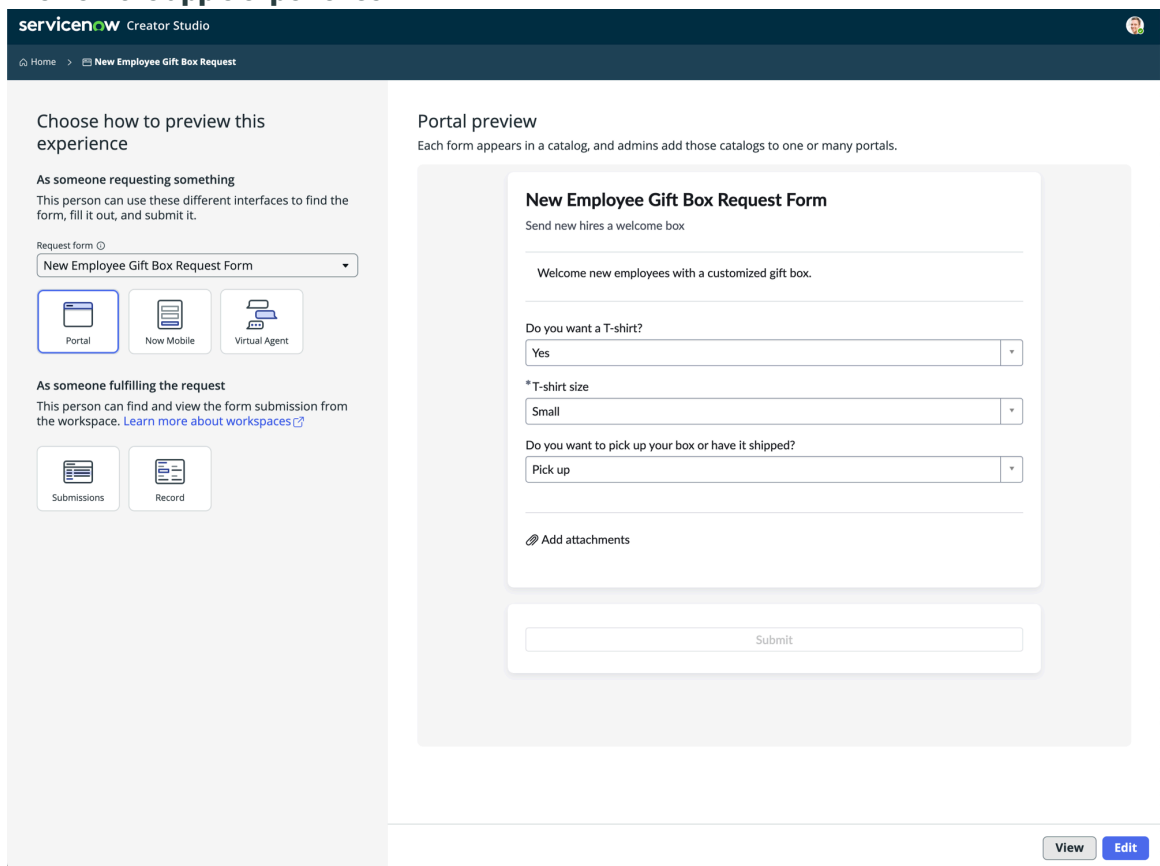 servicenow Creator Studio
Home > New Employee Gift Box Request
Choose how to preview this
experience
As someone requesting something
This person can use these different interfaces to find the
form, fill it out, and submit it.
Request form
New Employee Gift Box Request Form
Portal
Now Mobile
Virtual Agent
As someone fulfilling the request
This person can find and view the form submission from
the workspace. Learn more about workspaces
Submissions
Record
Portal preview
Each form appears in a catalog, and admins add those catalogs to one or many portals.
New Employee Gift Box Request Form
Send new hires a welcome box
Welcome new employees with a customized gift box.
Do you want a T-shirt?
Yes
*T-shirt size
Small
Do you want to pick up your box or have it shipped?
Pick up
Add attachments
Submit
View
Edit